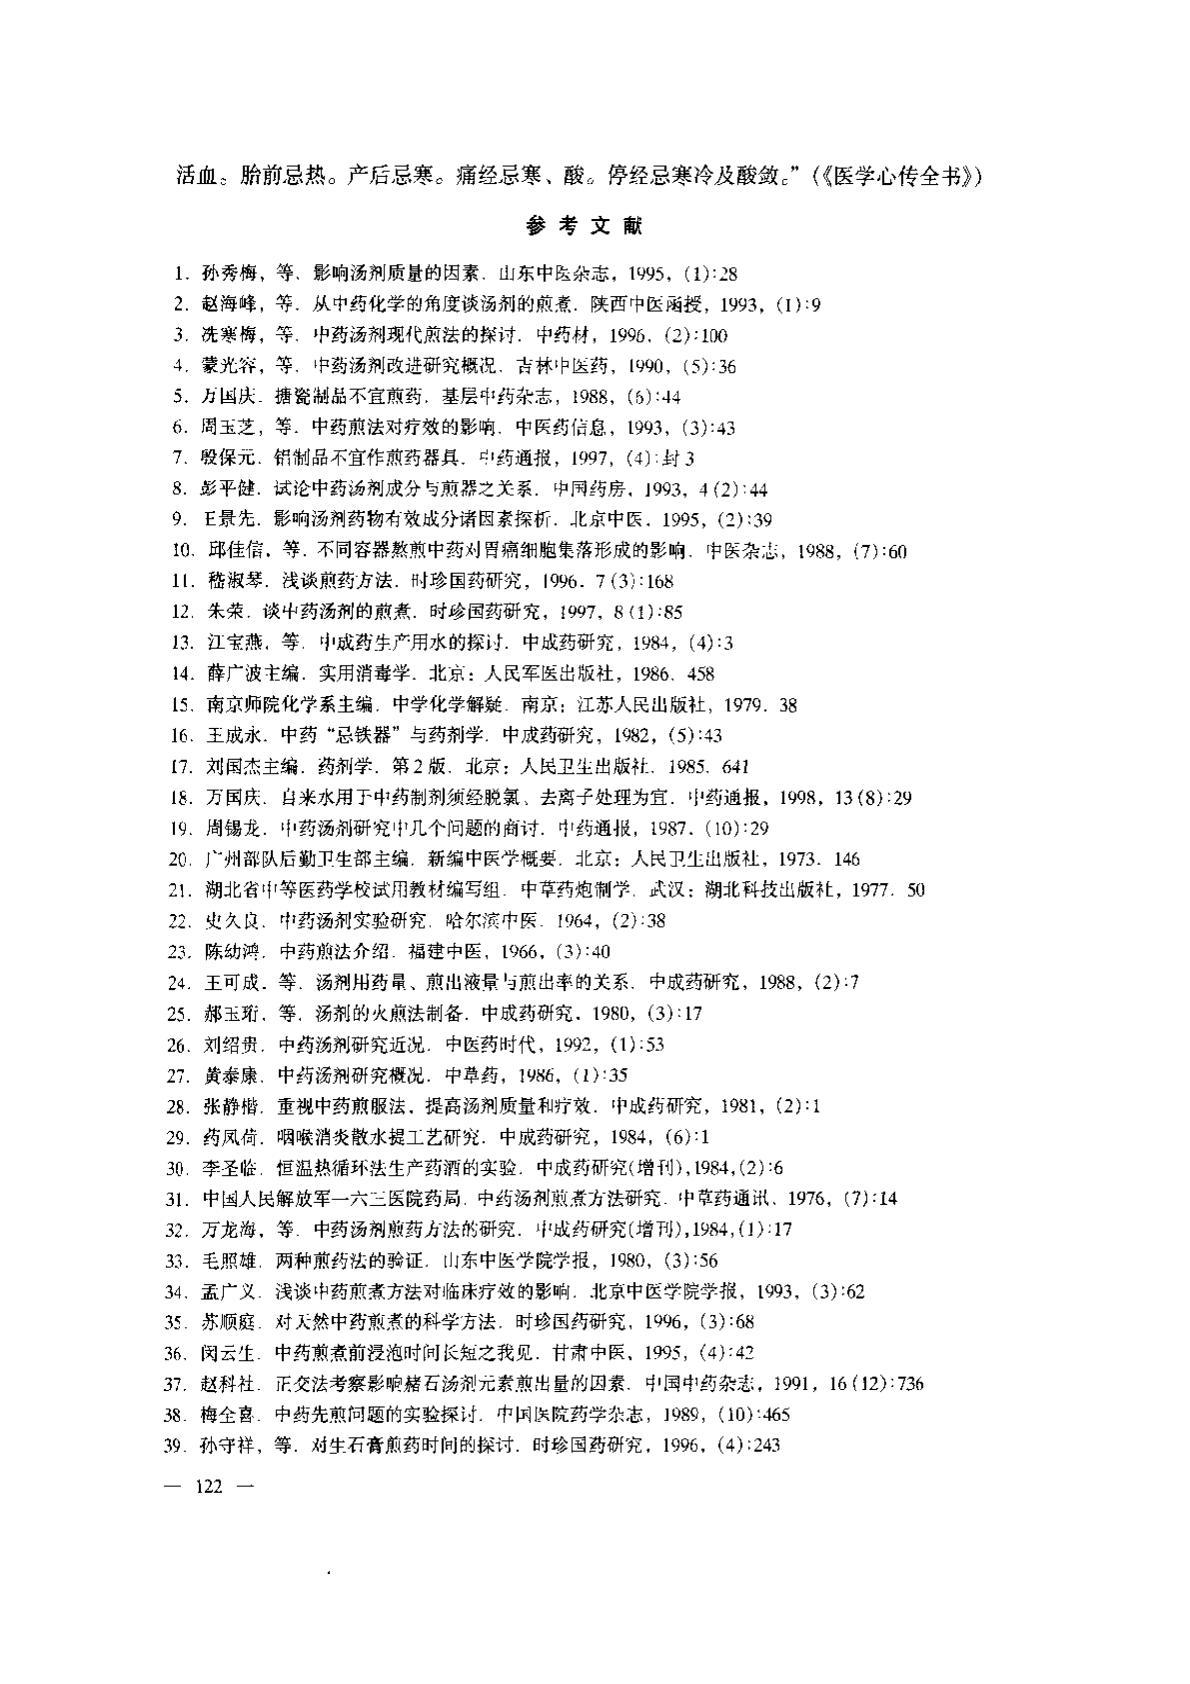 活血。胎前忌热。产后忌寒。痛经忌寒、酸。停经忌寒冷及酸敛。”(《医学心传全书》)
参考文献
1. 孙秀梅，等. 影响汤剂质量的因素. 山东中医杂志，1995，(1):28
2. 赵海峰，等. 从中药化学的角度谈汤剂的煎煮. 陕西中医函授，1993，(1):9
3. 冼寒梅，等. 中药汤剂现代煎法的探讨. 中药材，1996，(2):100
4. 蒙光容，等. 中药汤剂改进研究概况. 吉林中医药，1990，(5):36
5. 万国庆. 搪瓷制品不宜煎药. 基层中药杂志，1988，(6):44
6. 周玉芝，等. 中药煎法对疗效的影响. 中医药信息，1993，(3):43
7. 殷保元. 铝制品不宜作煎药器具. 中药通报，1997，(4):封3
8. 彭平健. 试论中药汤剂成分与煎器之关系. 中国药房，1993，4(2):44
9. 王景先. 影响汤剂药物有效成分诸因素探析. 北京中医，1995，(2):39
10. 邱佳信，等. 不同容器熬煎中药对胃癌细胞集落形成的影响. 中医杂志，1988，(7):60
11. 嵇淑琴. 浅谈煎药方法. 时珍国药研究，1996，7(3):168
12. 朱荣. 谈中药汤剂的煎煮. 时珍国药研究，1997，8(1):85
13. 江宝燕，等. 中成药生产用水的探讨. 中成药研究，1984，(4):3
14. 薛广波主编. 实用消毒学. 北京：人民军医出版社，1986. 458
15. 南京师院化学系主编. 中学化学解疑. 南京：江苏人民出版社，1979. 38
16. 王成永. 中药“忌铁器”与药剂学. 中成药研究，1982，(5):43
17. 刘国杰主编. 药剂学. 第2版. 北京：人民卫生出版社. 1985. 641
18. 万国庆. 自来水用于中药制剂须经脱氯、去离子处理为宜. 中药通报，1998，13(8):29
19. 周锡龙. 中药汤剂研究中几个问题的商讨. 中药通报，1987. (10):29
20. 广州部队后勤卫生部主编. 新编中医学概要. 北京：人民卫生出版社，1973. 146
21. 湖北省中等医药学校试用教材编写组. 中草药炮制学. 武汉：湖北科技出版社，1977. 50
22. 史久良. 中药汤剂实验研究. 哈尔滨中医. 1964，(2):38
23. 陈幼鸿. 中药煎法介绍. 福建中医，1966，(3):40
24. 王可成. 等. 汤剂用药量、煎出液量与煎出率的关系. 中成药研究，1988，(2):7
25. 郝玉珩，等. 汤剂的火煎法制备. 中成药研究，1980，(3):17
26. 刘绍贵. 中药汤剂研究近况. 中医药时代，1992，(1):53
27. 黄泰康. 中药汤剂研究概况. 中草药，1986，(1):35
28. 张静楷. 重视中药煎服法，提高汤剂质量和疗效. 中成药研究，1981，(2):1
29. 药凤荷. 咽喉消炎散水提工艺研究. 中成药研究，1984，(6):1
30. 李圣临. 恒温热循环法生产药酒的实验. 中成药研究(增刊),1984,(2):6
31. 中国人民解放军一六三医院药局. 中药汤剂煎煮方法研究. 中草药通讯、1976，(7):14
32. 万龙海，等. 中药汤剂煎药方法的研究. 中成药研究(增刊),1984,(1):17
33. 毛照雄. 两种煎药法的验证. 山东中医学院学报，1980，(3):56
34. 孟广义. 浅谈中药煎煮方法对临床疗效的影响. 北京中医学院学报，1993，(3):62
35. 苏顺庭. 对天然中药煎煮的科学方法. 时珍国药研究，1996，(3):68
36. 闵云生. 中药煎煮前浸泡时间长短之我见. 甘肃中医，1995，(4):42
37. 赵科社. 正交法考察影响赭石汤剂元素煎出量的因素. 中国中药杂志，1991，16(12):736
38. 梅全喜. 中药先煎问题的实验探讨. 中国医院药学杂志，1989，(10):465
39. 孙守祥，等. 对生石膏煎药时间的探讨. 时珍国药研究，1996，(4):243
— 122 —